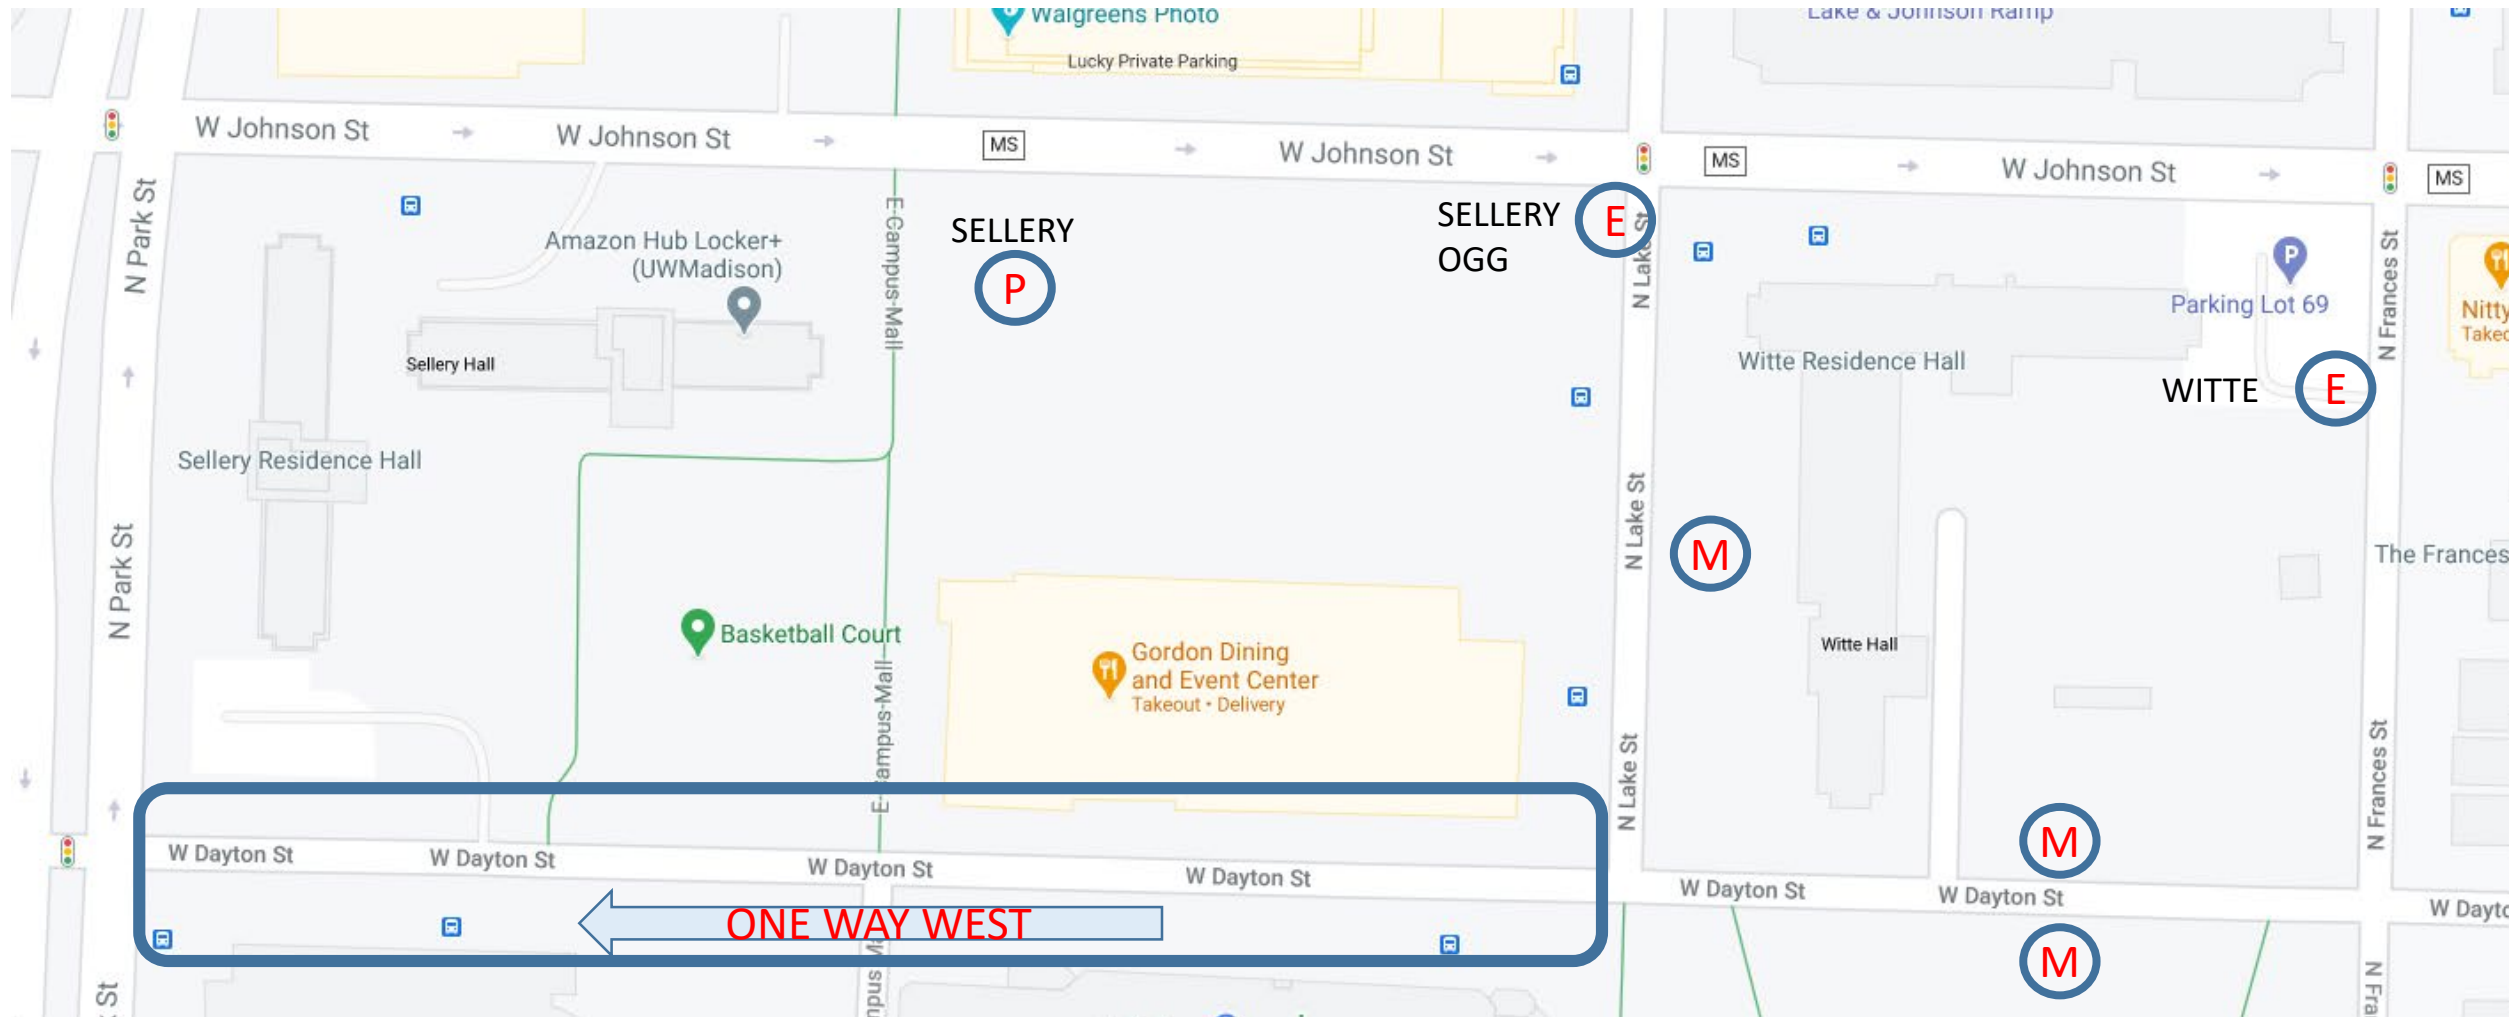 Walgreens Photo
Lucky Private Parking
Lake & Johnson Ramp
W Johnson St
W Johnson St
MS
W Johnson St
MS
W Johnson St
MS
N Park St
Amazon Hub Locker+
(UWMadison)
E-Campus-Mall
SELLERY
P
SELLERY
OGG
E
N Lake St
P
Parking Lot 69
N Frances St
Nitty
Sellery Hall
Witte Residence Hall
WITTE
E
Sellery Residence Hall
N Park St
N Lake St
M
The Frances
Basketball Court
Gordon Dining
and Event Center
Takeout • Delivery
Witte Hall
N Lake St
N Frances St
W Dayton St
W Dayton St
W Dayton St
W Dayton St
W Dayton St
W Dayton St
M
ONE WAY WEST
M
St